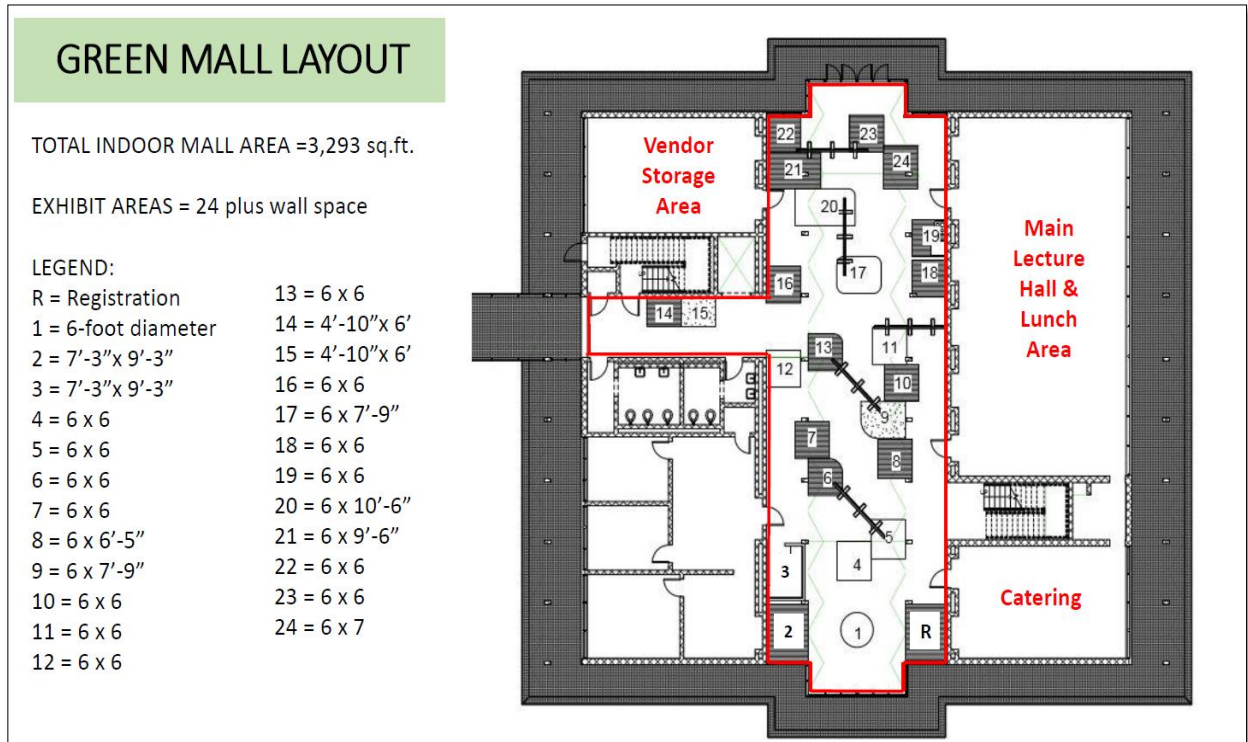 GREEN MALL LAYOUT
TOTAL INDOOR MALL AREA =3,293 sq.ft.
EXHIBIT AREAS = 24 plus wall space
LEGEND:
R = Registration
1 = 6-foot diameter
2 = 7’-3”x 9’-3”
3 = 7’-3”x 9’-3”
4 = 6 x 6
5 = 6 x 6
6 = 6 x 6
7 = 6 x 6
8 = 6 x 6’-5”
9 = 6 x 7’-9”
10 = 6 x 6
11 = 6 x 6
12 = 6 x 6
13 = 6 x 6
14 = 4’-10”x 6’
15 = 4’-10”x 6’
16 = 6 x 6
17 = 6 x 7’-9”
18 = 6 x 6
19 = 6 x 6
20 = 6 x 10’-6”
21 = 6 x 9’-6”
22 = 6 x 6
23 = 6 x 6
24 = 6 x 7
Vendor
Storage
Area
22
23
21
24
20
19
17
18
16
14
15
13
11
12
10
9
7
8
6
5
4
3
2
1
R
Main
Lecture
Hall &
Lunch
Area
Catering